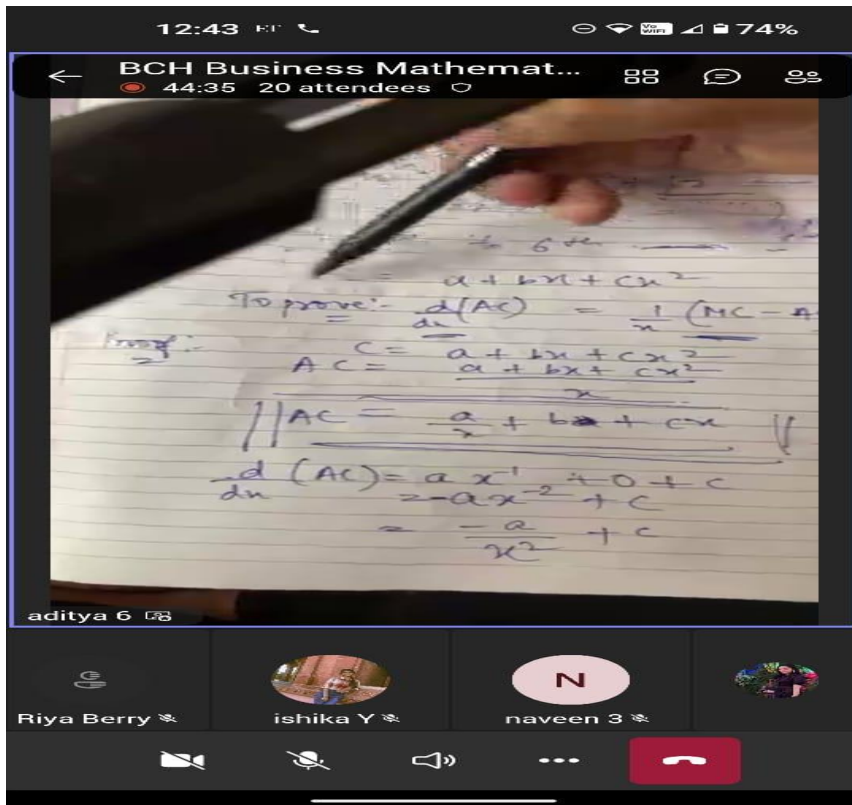 12:43 74%
BCH Business Mathemat...
44:35 20 attendees
6
= a + bx + cx²
To prove:- d/dx (AC) = 1/x (MC - A
Proof:- C = a + bx + cx²
AC = a + bx + cx² / x
AC = a/x + b + cx
d/dx (AC) = a x⁻¹ + 0 + c
= -ax⁻² + c
= -a/x² + c
aditya 6
Riya Berry ishika Y naveen 3
N